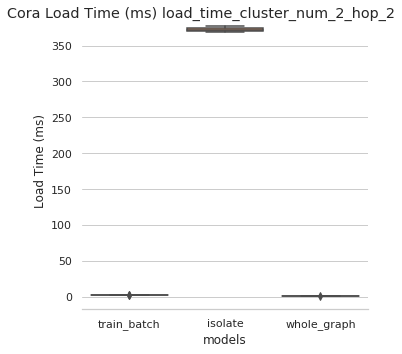 Cora Load Time (ms) load_time_cluster_num_2_hop_2
350
300
250
200
150
100
50
0
Load Time (ms)
train_batch isolate whole_graph
models